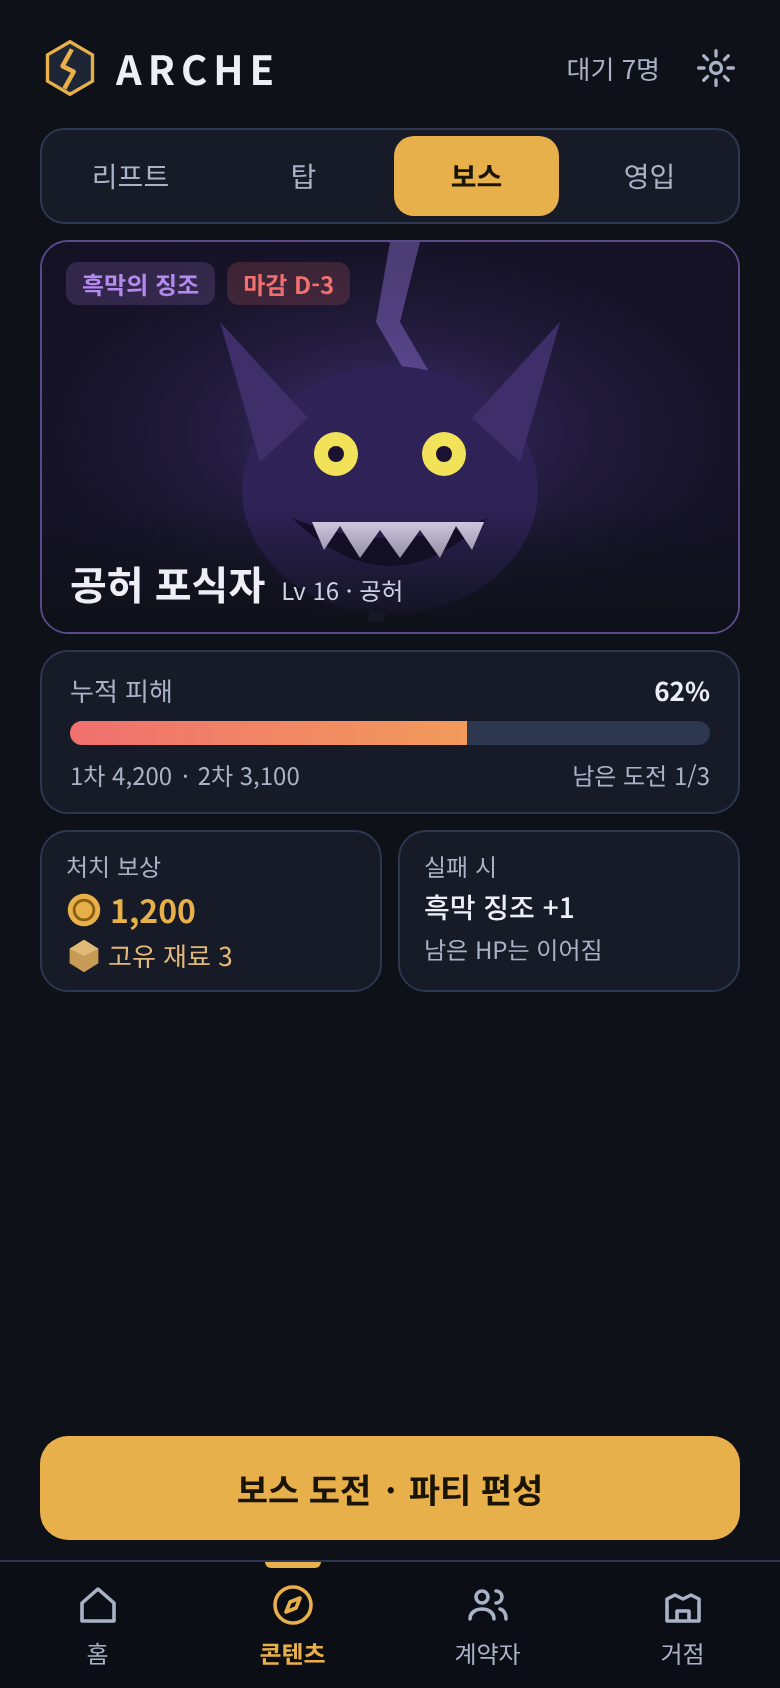 ARCHE
대기 7명
리프트 탑 보스 영입
흑막의 징조 마감 D-3
공허 포식자 Lv 16 · 공허
누적 피해 62%
1차 4,200 · 2차 3,100 남은 도전 1/3
처치 보상
1,200
고유 재료 3
실패 시
흑막 징조 +1
남은 HP는 이어짐
보스 도전 · 파티 편성
홈 콘텐츠 계약자 거점